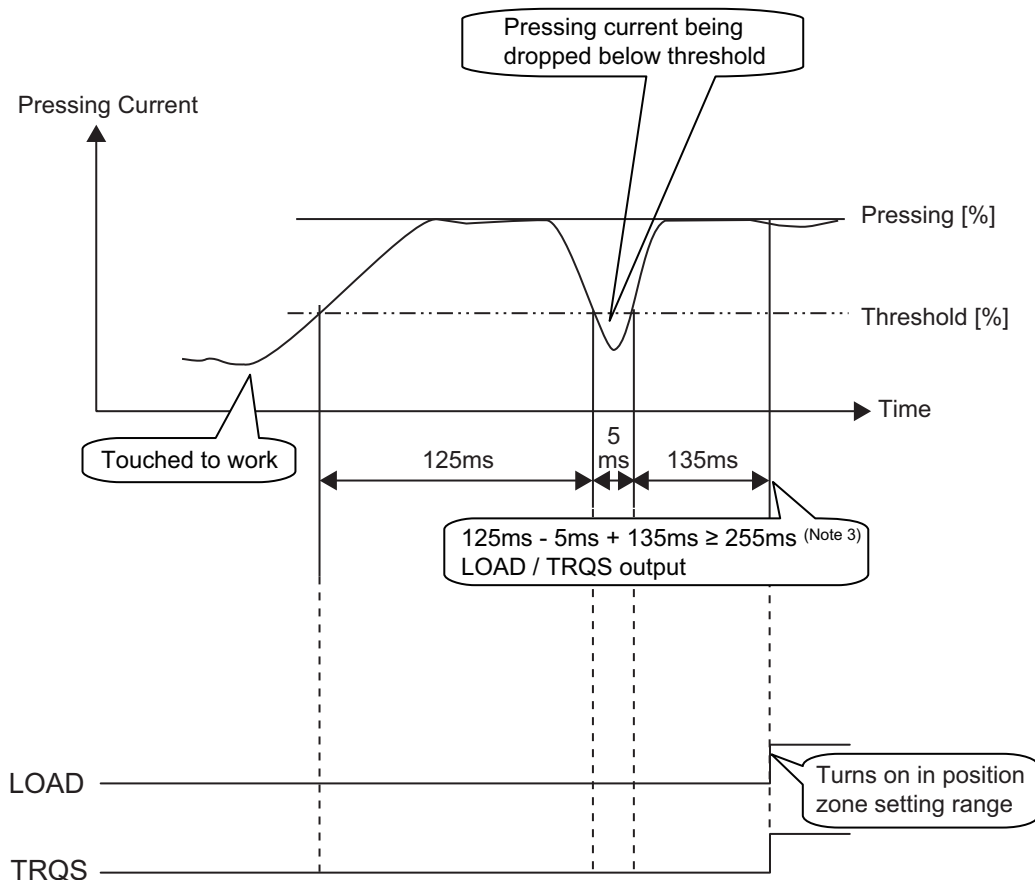 Pressing current being
dropped below threshold
Pressing Current
Pressing [%]
Threshold [%]
Time
Touched to work
125ms
5
ms
135ms
125ms - 5ms + 135ms ≥ 255ms (Note 3)
LOAD / TRQS output
LOAD
Turns on in position
zone setting range
TRQS